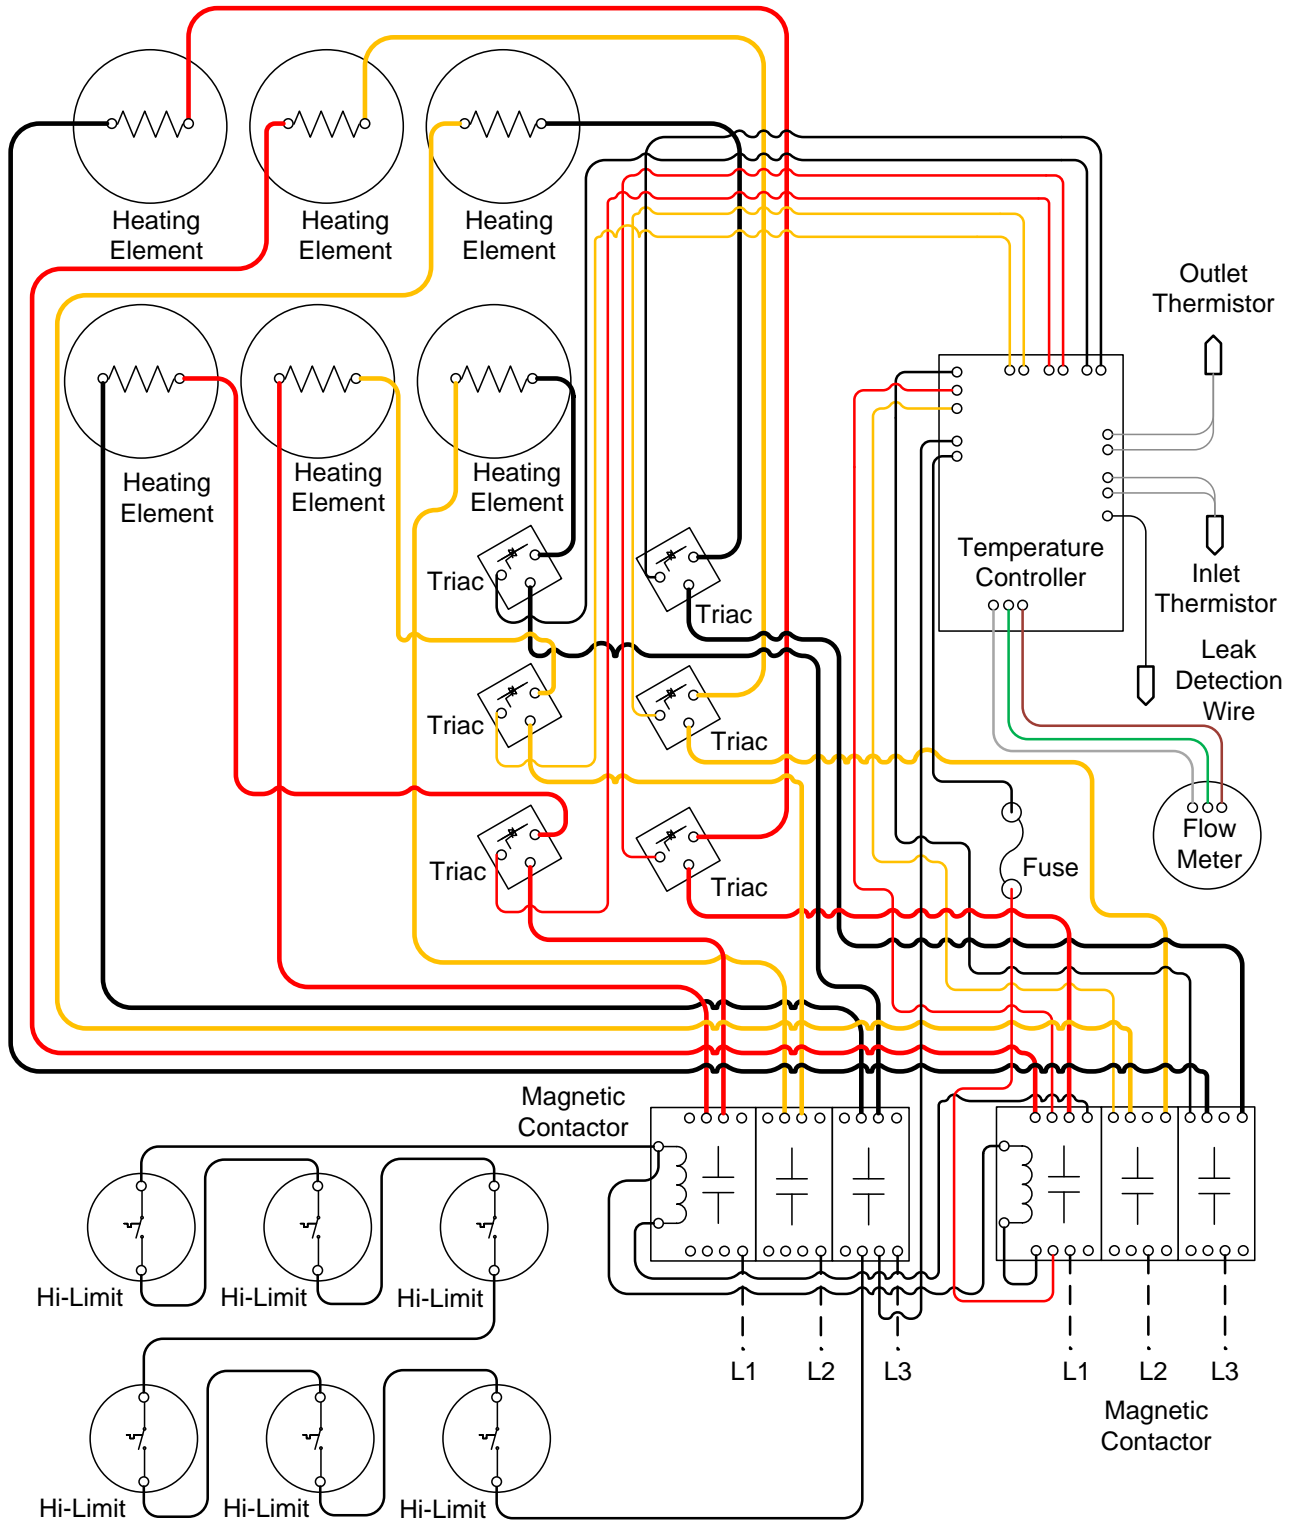 Heating
Element
Heating
Element
Heating
Element
Outlet
Thermistor
Heating
Element
Heating
Element
Heating
Element
Temperature
Controller
Inlet
Thermistor
Triac
Triac
Leak
Detection
Wire
Triac
Triac
Flow
Meter
Triac
Triac
Fuse
Magnetic
Contactor
Hi-Limit
Hi-Limit
Hi-Limit
L1
L2
L3
L1
L2
L3
Magnetic
Contactor
Hi-Limit
Hi-Limit
Hi-Limit